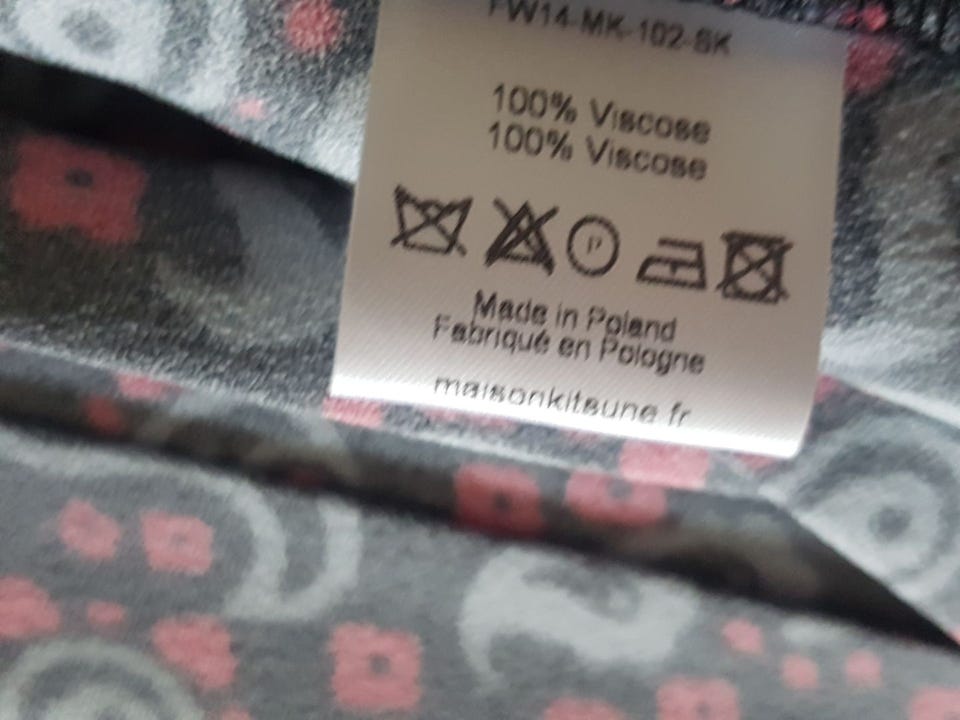 FW14-MK-102-SK
100% Viscose
100% Viscose
P
Made in Poland
Fabriqué en Pologne
maisonkitsune.fr